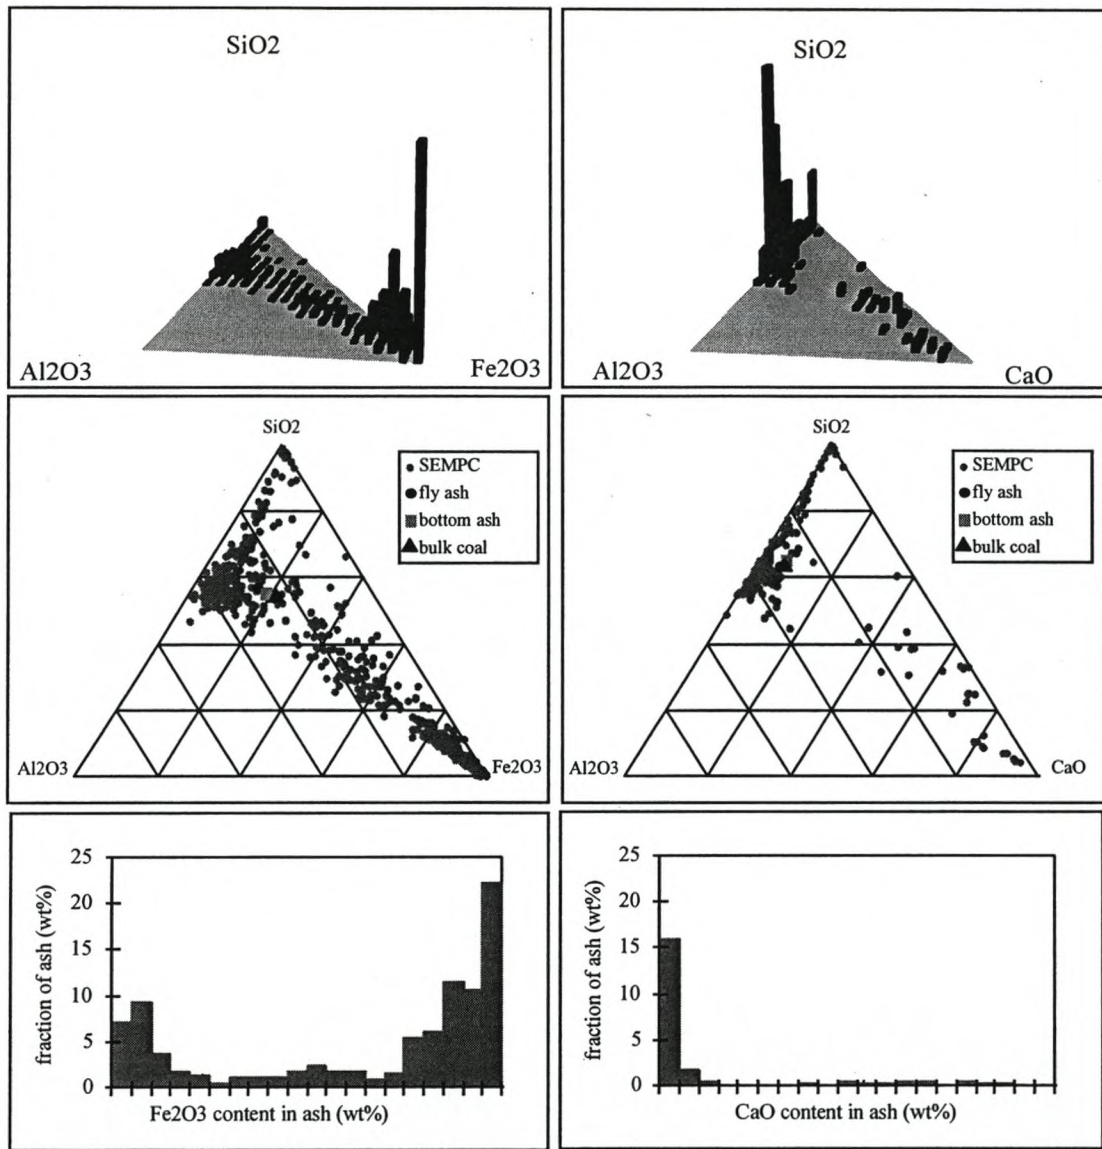 SiO2
Al2O3
Fe2O3
SiO2
Al2O3
CaO
SiO2
SEMPC
fly ash
bottom ash
bulk coal
Al2O3
Fe2O3
SiO2
SEMPC
fly ash
bottom ash
bulk coal
Al2O3
CaO
25
20
15
10
5
0
fraction of ash (wt%)
Fe2O3 content in ash (wt%)
25
20
15
10
5
0
fraction of ash (wt%)
CaO content in ash (wt%)